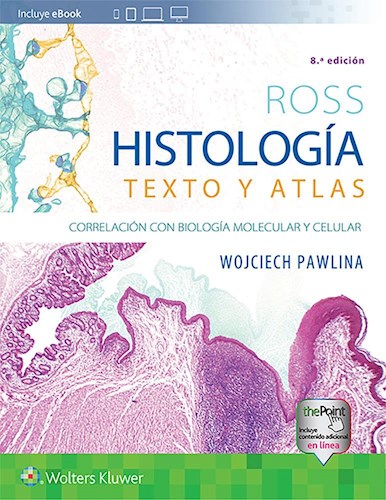 Incluye eBook
8.ª edición
ROSS
HISTOLOGÍA
TEXTO Y ATLAS
CORRELACIÓN CON BIOLOGÍA MOLECULAR Y CELULAR
WOJCIECH PAWLINA
thePoint
Incluye
contenido adicional
en línea
Wolters Kluwer